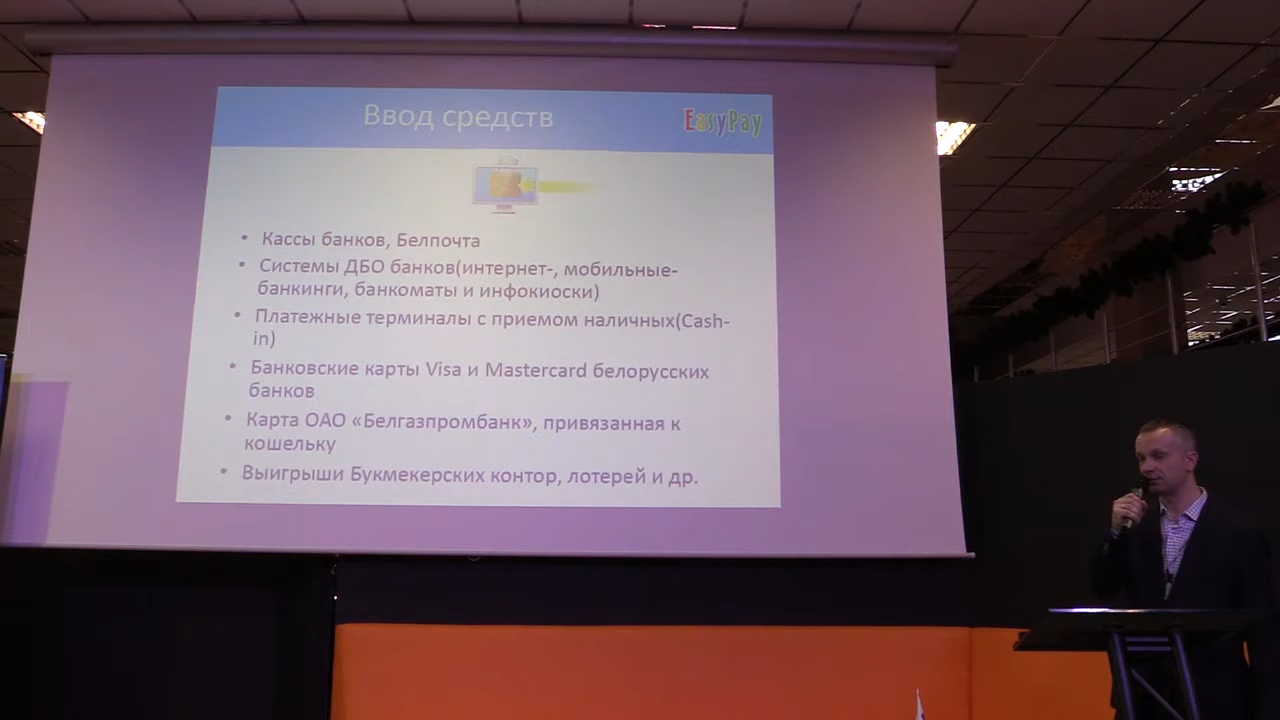 Ввод средств
EasyPay
• Кассы банков, Белпочта
• Системы ДБО банков(интернет-, мобильные-
банкинги, банкоматы и инфокиоски)
• Платежные терминалы с приемом наличных(Cash-
in)
• Банковские карты Visa и Mastercard белорусских
банков
• Карта ОАО «Белгазпромбанк», привязанная к
кошельку
• Выигрыши Букмекерских контор, лотерей и др.